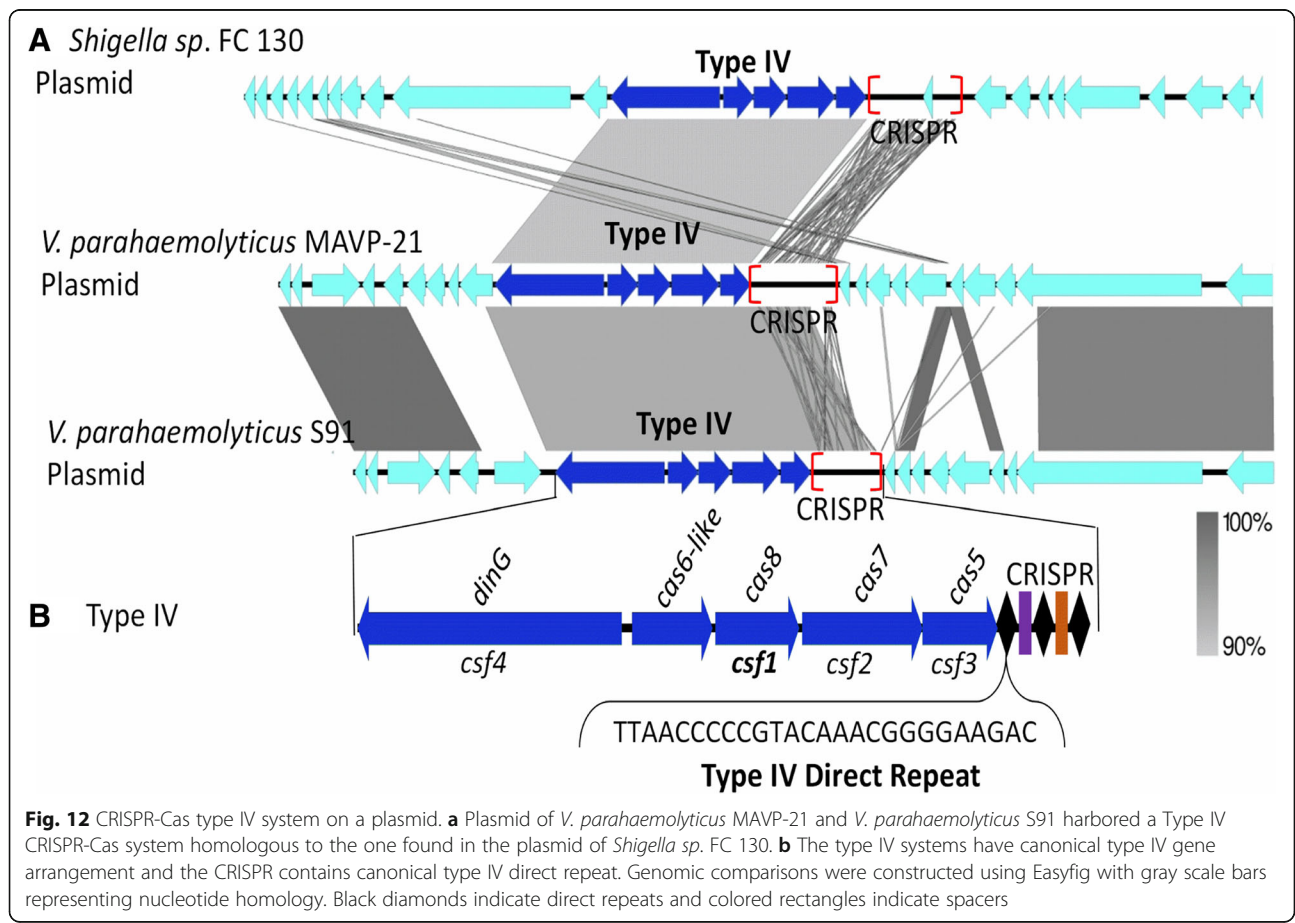 A Shigella sp. FC 130
Plasmid
Type IV
CRISPR
V. parahaemolyticus MAVP-21
Plasmid
Type IV
CRISPR
V. parahaemolyticus S91
Plasmid
Type IV
CRISPR
100%
90%
B Type IV
dinG
cas6-like
cas8
cas7
cas5
CRISPR
csf4
csf1
csf2
csf3
TTAACCCCCGTACAAACGGGGAAGAC
Type IV Direct Repeat
Fig. 12 CRISPR-Cas type IV system on a plasmid. a Plasmid of V. parahaemolyticus MAVP-21 and V. parahaemolyticus S91 harbored a Type IV
CRISPR-Cas system homologous to the one found in the plasmid of Shigella sp. FC 130. b The type IV systems have canonical type IV gene
arrangement and the CRISPR contains canonical type IV direct repeat. Genomic comparisons were constructed using Easyfig with gray scale bars
representing nucleotide homology. Black diamonds indicate direct repeats and colored rectangles indicate spacers